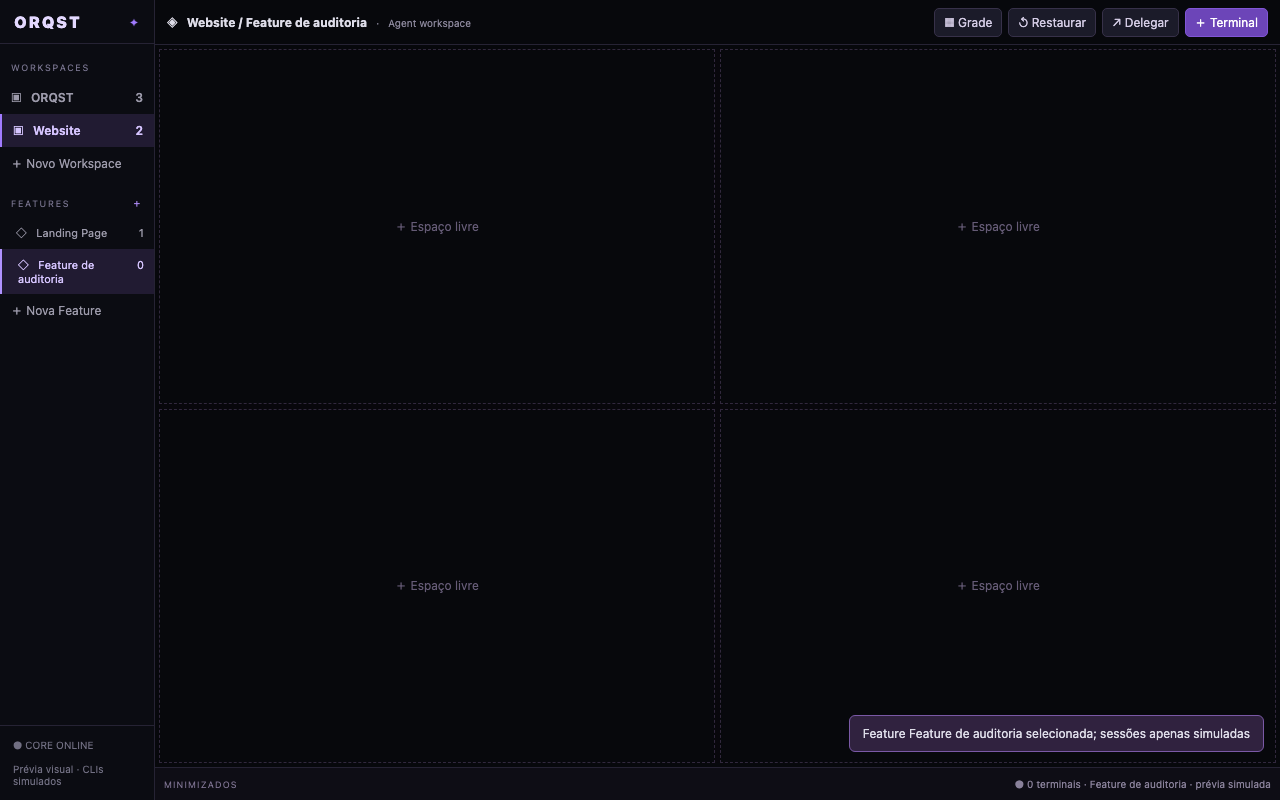 ORQST ✦
WORKSPACES
▣ ORQST 3
▣ Website 2
+ Novo Workspace
FEATURES +
◇ Landing Page 1
◇ Feature de auditoria 0
+ Nova Feature
● CORE ONLINE
Prévia visual · CLIs
simulados
◈ Website / Feature de auditoria · Agent workspace
▦ Grade
↺ Restaurar
↗ Delegar
+ Terminal
+ Espaço livre
+ Espaço livre
+ Espaço livre
+ Espaço livre
Feature Feature de auditoria selecionada; sessões apenas simuladas
MINIMIZADOS
● 0 terminais · Feature de auditoria · prévia simulada